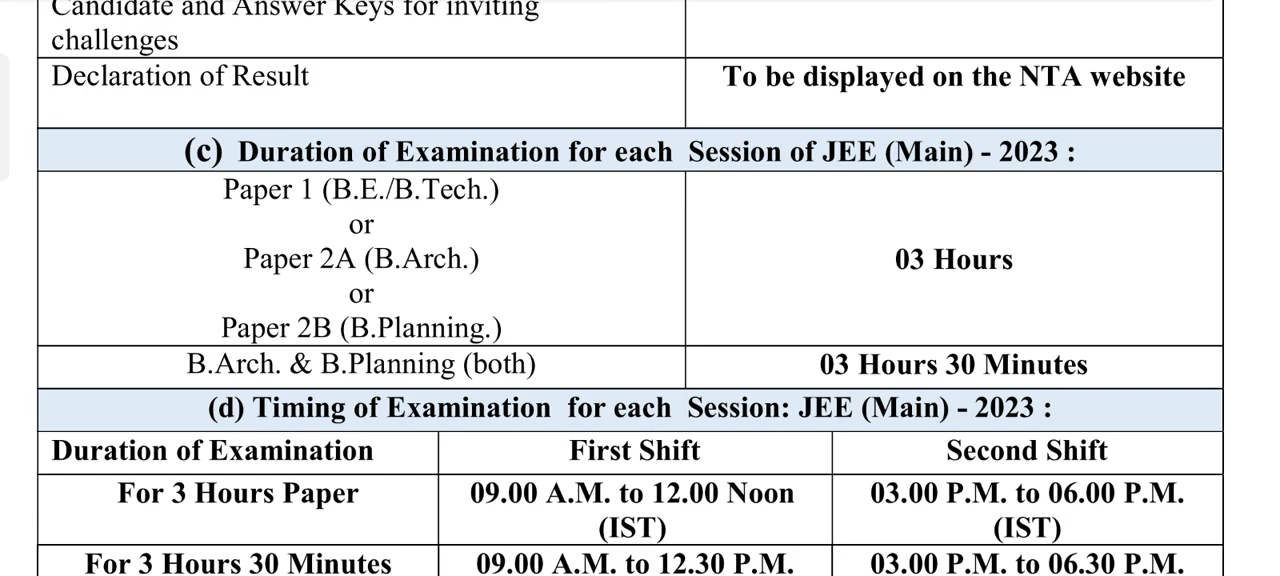 Candidate and Answer Keys for inviting
challenges
Declaration of Result
To be displayed on the NTA website
(c) Duration of Examination for each Session of JEE (Main) - 2023 :
Paper 1 (B.E./B.Tech.)
or
Paper 2A (B.Arch.)
or
Paper 2B (B.Planning.)
03 Hours
B.Arch. & B.Planning (both)
03 Hours 30 Minutes
(d) Timing of Examination for each Session: JEE (Main) - 2023 :
Duration of Examination
First Shift
Second Shift
For 3 Hours Paper
09.00 A.M. to 12.00 Noon
(IST)
03.00 P.M. to 06.00 P.M.
(IST)
For 3 Hours 30 Minutes
09.00 A.M. to 12.30 P.M.
03.00 P.M. to 06.30 P.M.